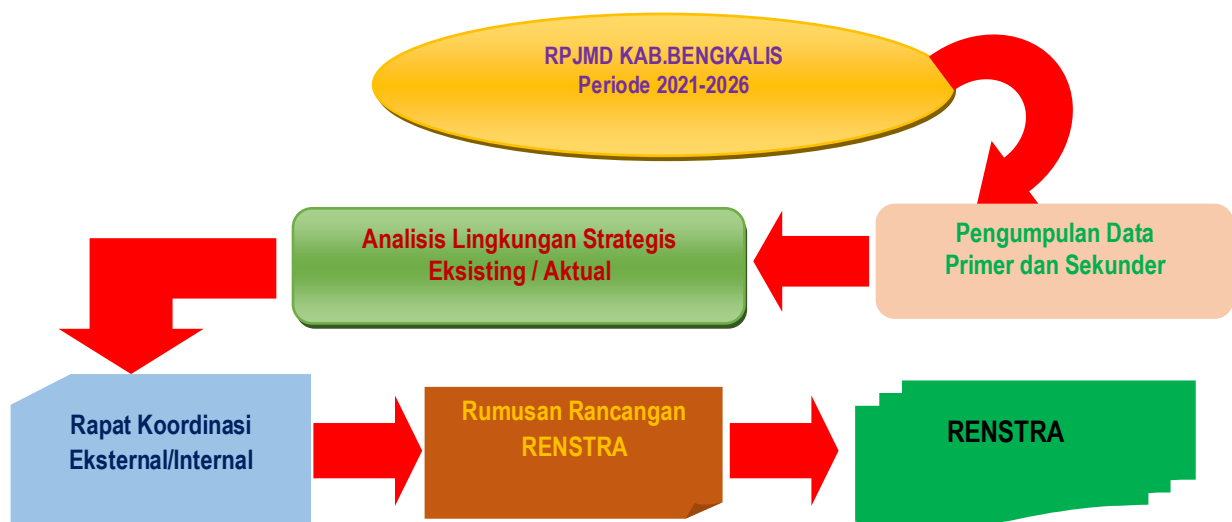 RPJMD KAB.BENGKALIS
Periode 2021-2026
Pengumpulan Data
Primer dan Sekunder
Analisis Lingkungan Strategis
Eksisting / Aktual
Rapat Koordinasi
Eksternal/Internal
Rumusan Rancangan
RENSTRA
RENSTRA